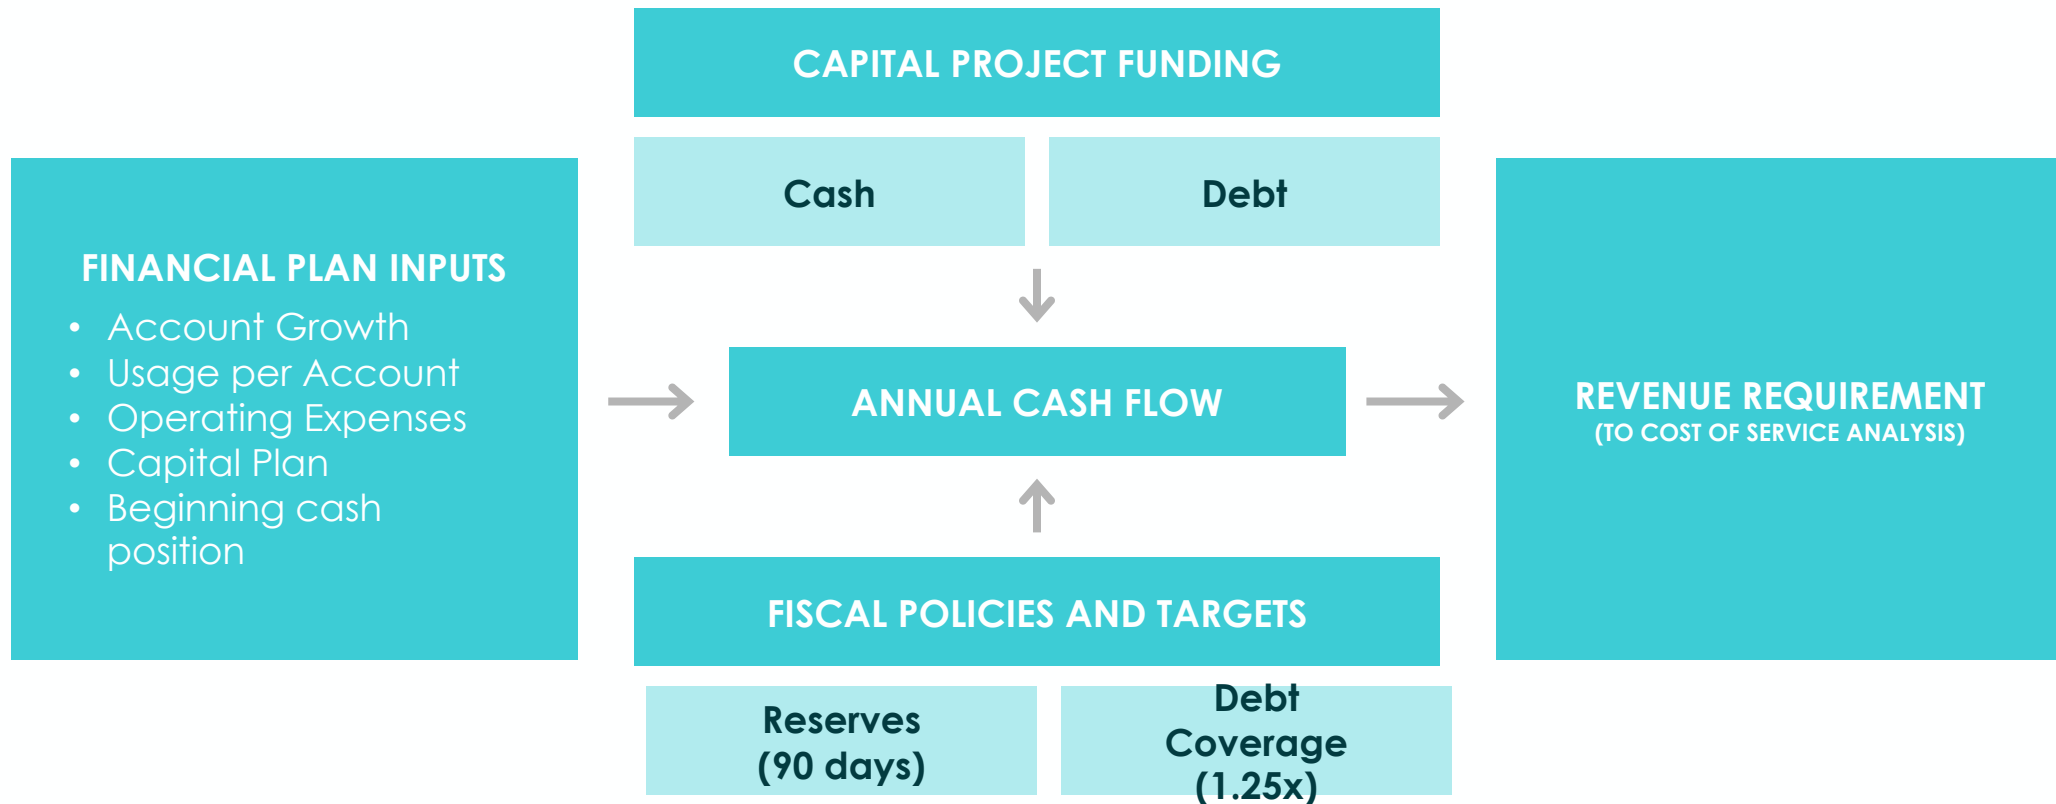 CAPITAL PROJECT FUNDING
Cash
Debt
FINANCIAL PLAN INPUTS
• Account Growth
• Usage per Account
• Operating Expenses
• Capital Plan
• Beginning cash
position
ANNUAL CASH FLOW
REVENUE REQUIREMENT
(TO COST OF SERVICE ANALYSIS)
FISCAL POLICIES AND TARGETS
Reserves
(90 days)
Debt
Coverage
(1.25x)